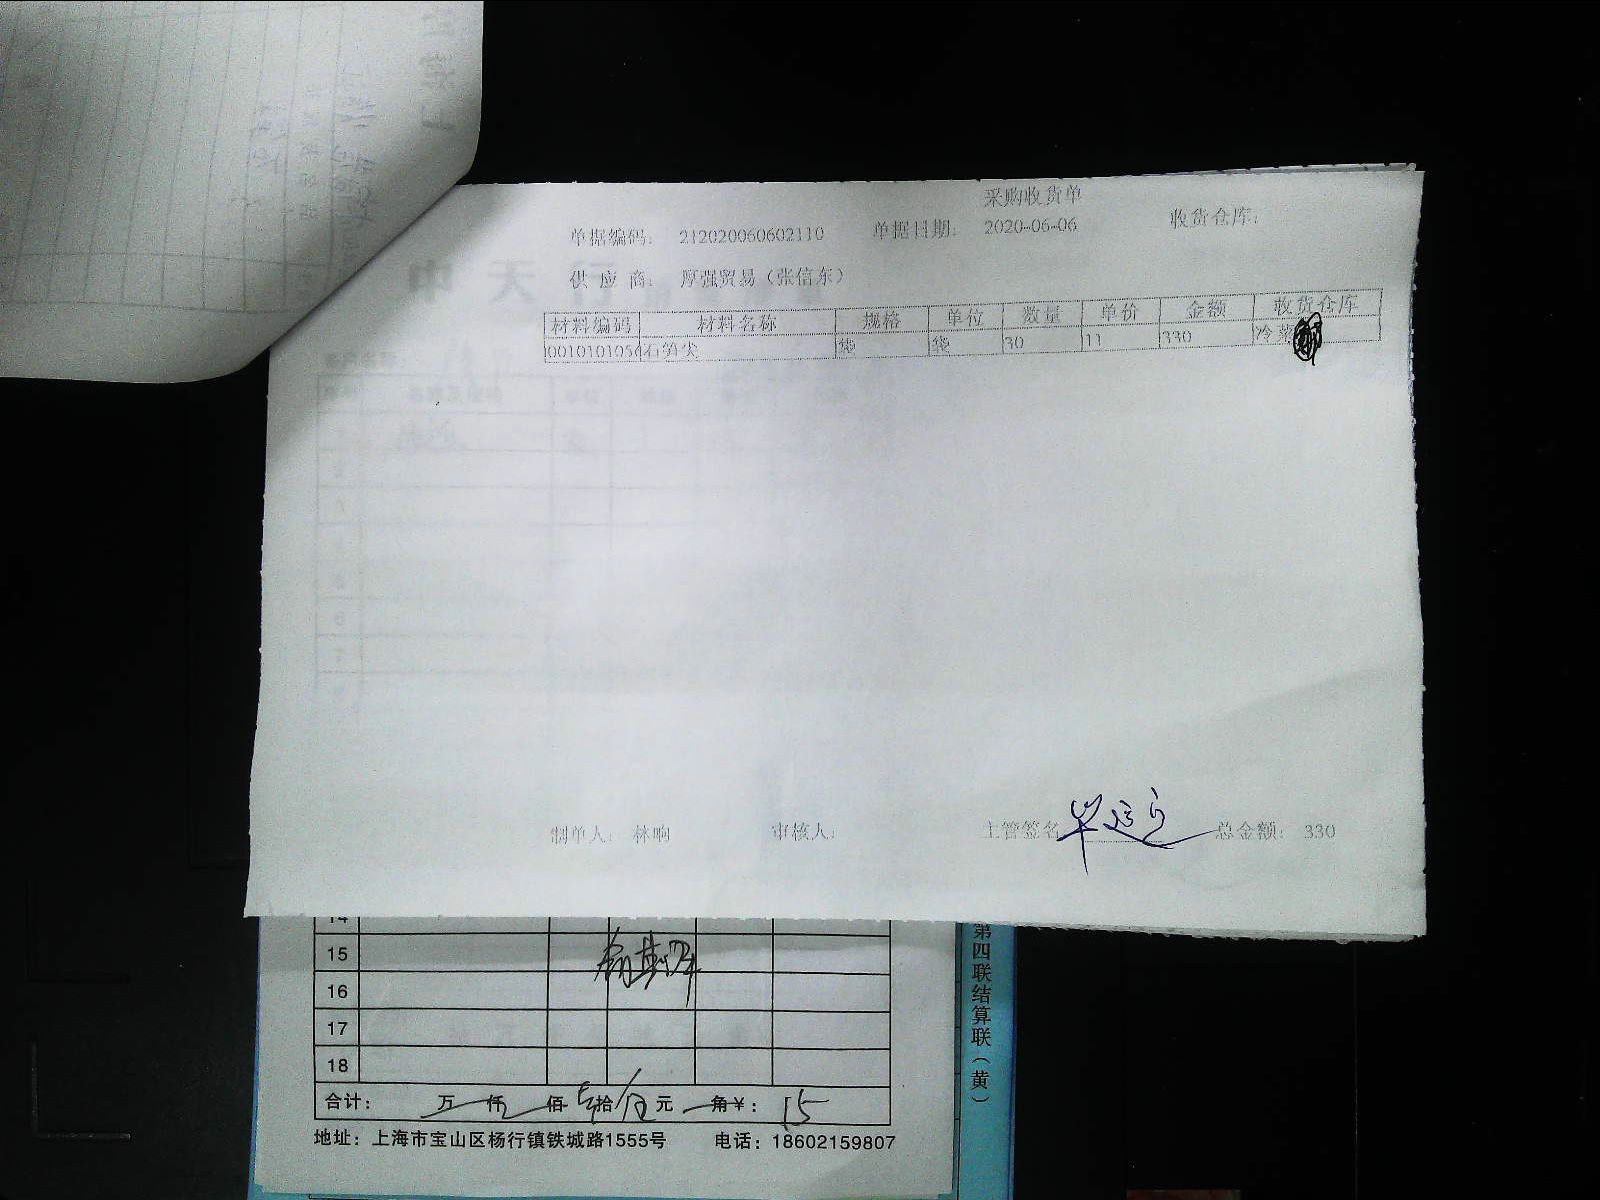 采购收货单
单据编码: 212020060602110 单据日期: 2020-06-06 收货仓库:
供 应 商: 厚强贸易（张信东）
材料编码 材料名称 规格 单位 数量 单价 金额 收货仓库
0010101056 石笋尖 袋 袋 30 11 330 冷菜
制单人: 林响 审核人: 主管签名 总金额: 330
14
15
16
17
18
合计: 万 仟 佰 拾 元 角 ¥: 15
地址: 上海市宝山区杨行镇铁城路1555号 电话: 18602159807
第四联结算联（黄）